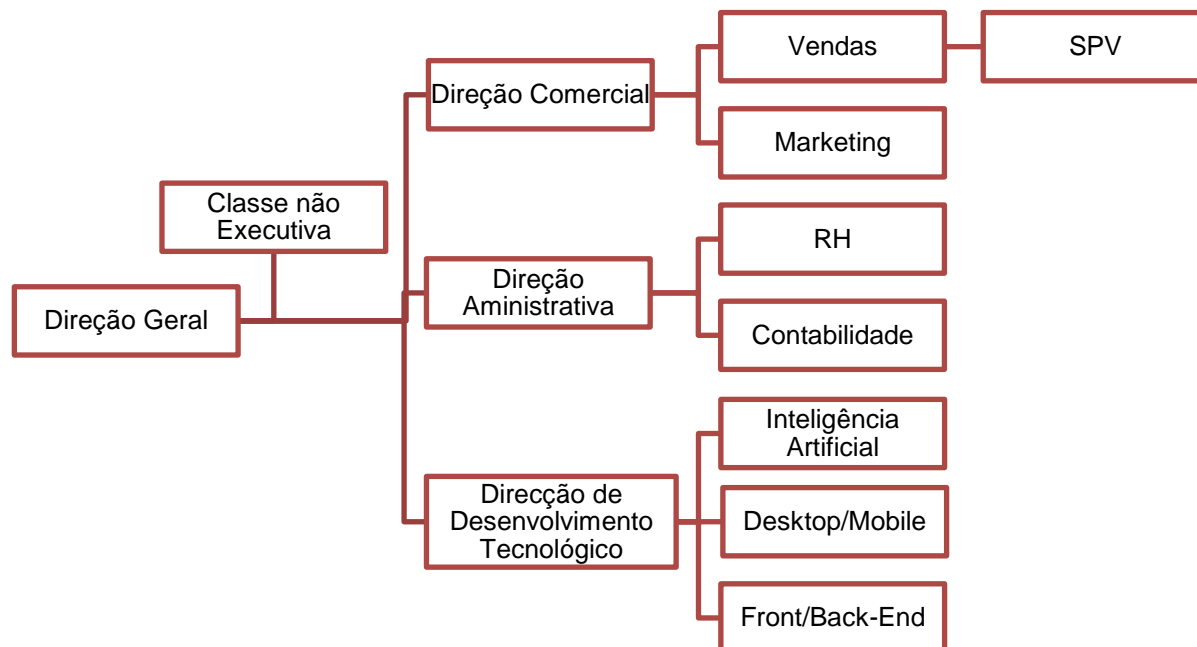 Vendas
SPV
Direção Comercial
Marketing
Classe não
Executiva
RH
Direção
Aministrativa
Direção Geral
Contabilidade
Inteligência
Artificial
Direcção de
Desenvolvimento
Tecnológico
Desktop/Mobile
Front/Back-End